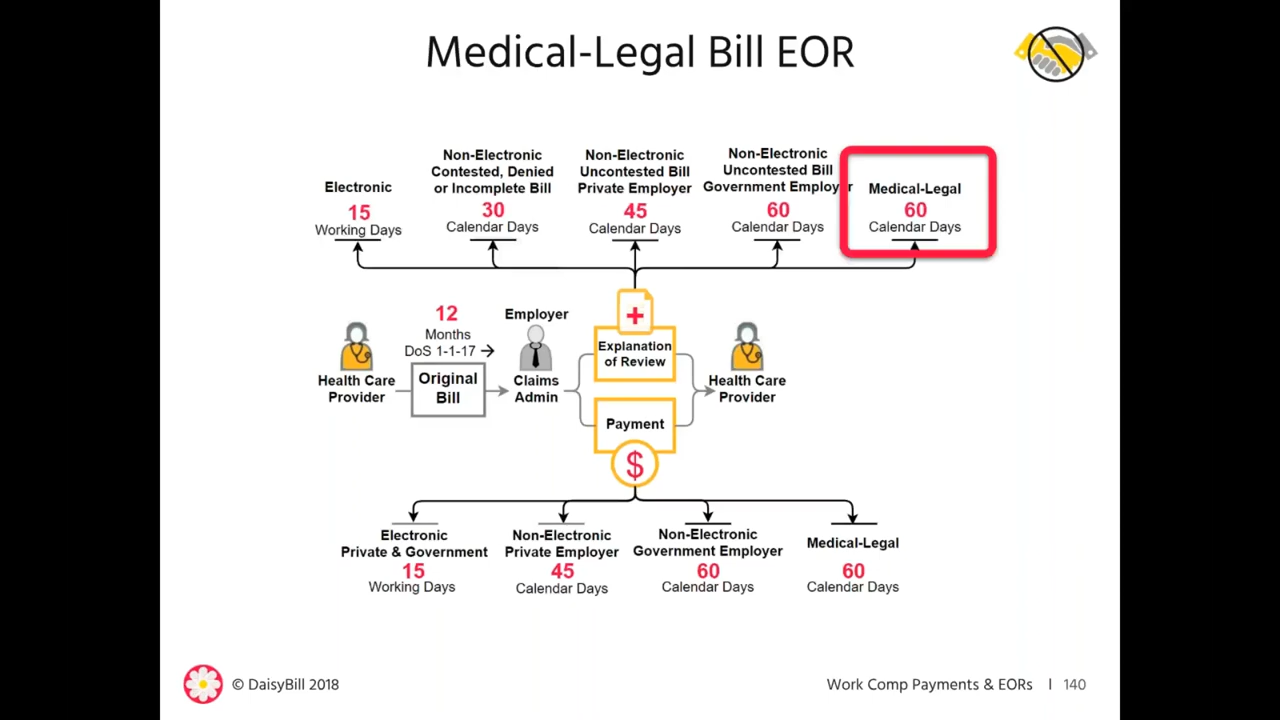 Medical-Legal Bill EOR
Electronic
15
Working Days
Non-Electronic
Contested, Denied
or Incomplete Bill
30
Calendar Days
Non-Electronic
Uncontested Bill
Private Employer
45
Calendar Days
Non-Electronic
Uncontested Bill
Government Employer
60
Calendar Days
Medical-Legal
60
Calendar Days
Health Care
Provider
12
Months
DoS 1-1-17
Original
Bill
Employer
Claims
Admin
Explanation
of Review
Payment
$
Health Care
Provider
Electronic
Private & Government
15
Working Days
Non-Electronic
Private Employer
45
Calendar Days
Non-Electronic
Government Employer
60
Calendar Days
Medical-Legal
60
Calendar Days
© DaisyBill 2018
Work Comp Payments & EORs | 140